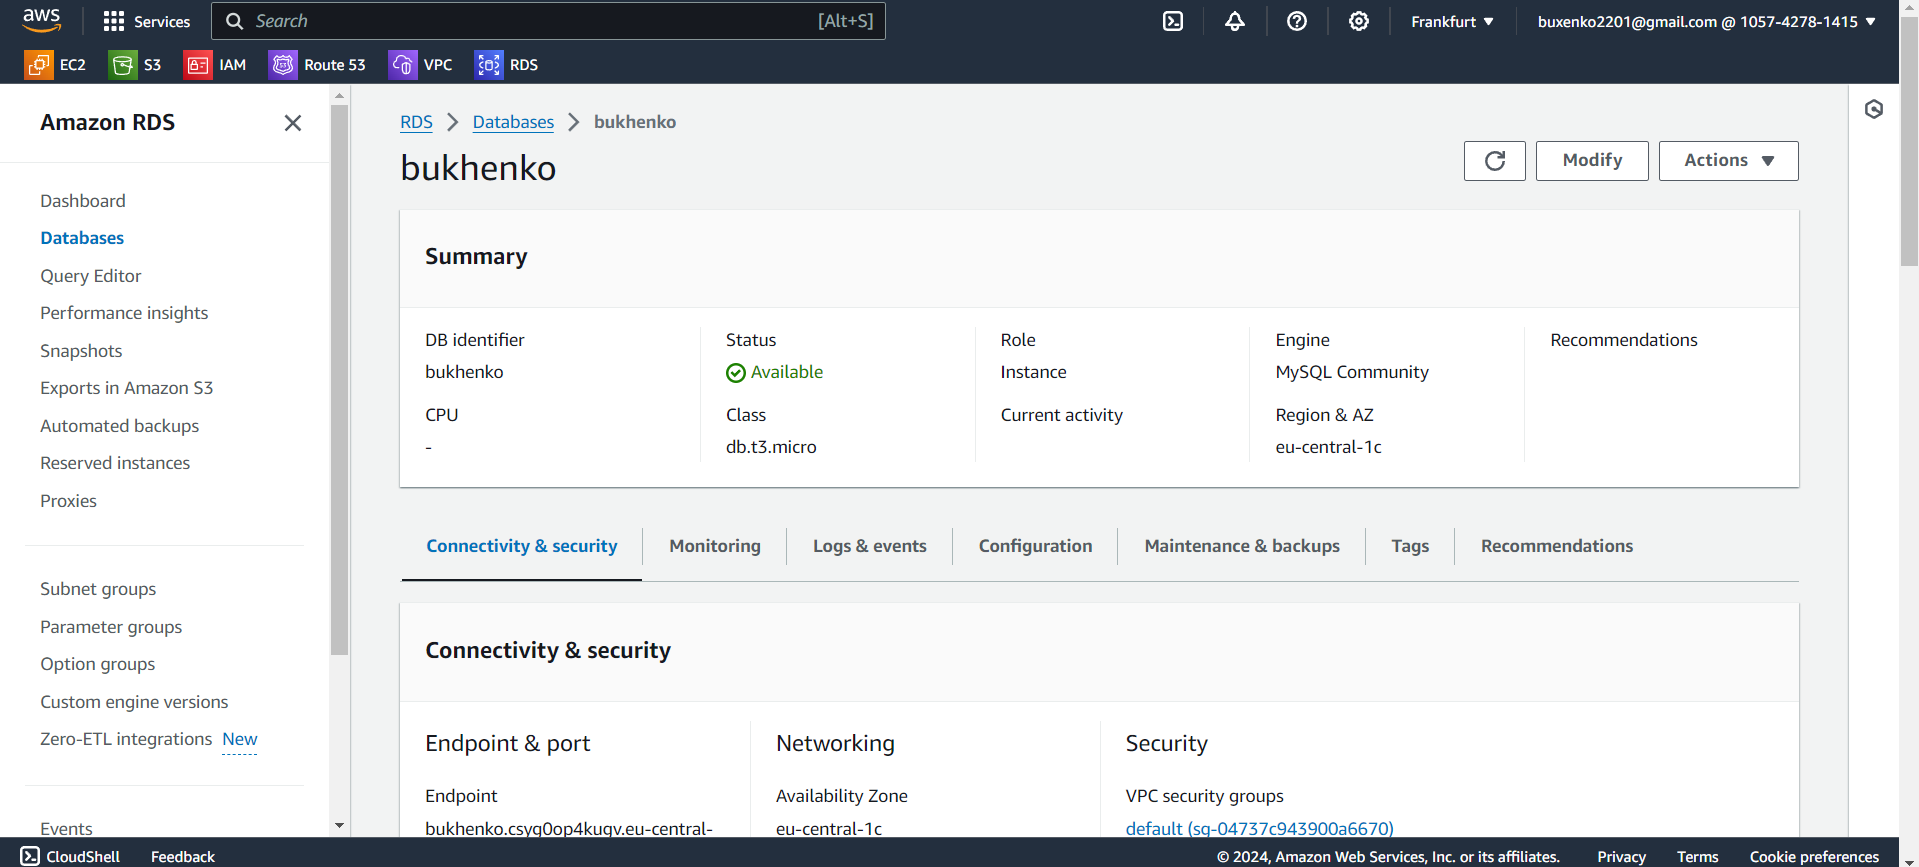 aws
Services
Search
[Alt+S]
Frankfurt
buxenko2201@gmail.com @ 1057-4278-1415
EC2
S3
IAM
Route 53
VPC
RDS
Amazon RDS
Dashboard
Databases
Query Editor
Performance insights
Snapshots
Exports in Amazon S3
Automated backups
Reserved instances
Proxies
Subnet groups
Parameter groups
Option groups
Custom engine versions
Zero-ETL integrations New
Events
RDS
Databases
bukhenko
bukhenko
Modify
Actions
Summary
DB identifier
bukhenko
CPU
-
Status
Available
Class
db.t3.micro
Role
Instance
Current activity
Engine
MySQL Community
Region & AZ
eu-central-1c
Recommendations
Connectivity & security
Monitoring
Logs & events
Configuration
Maintenance & backups
Tags
Recommendations
Connectivity & security
Endpoint & port
Endpoint
bukhenko.csyg0op4kugv.eu-central-
Networking
Availability Zone
eu-central-1c
Security
VPC security groups
default (sg-04737c943900a6670)
CloudShell
Feedback
© 2024, Amazon Web Services, Inc. or its affiliates.
Privacy
Terms
Cookie preferences